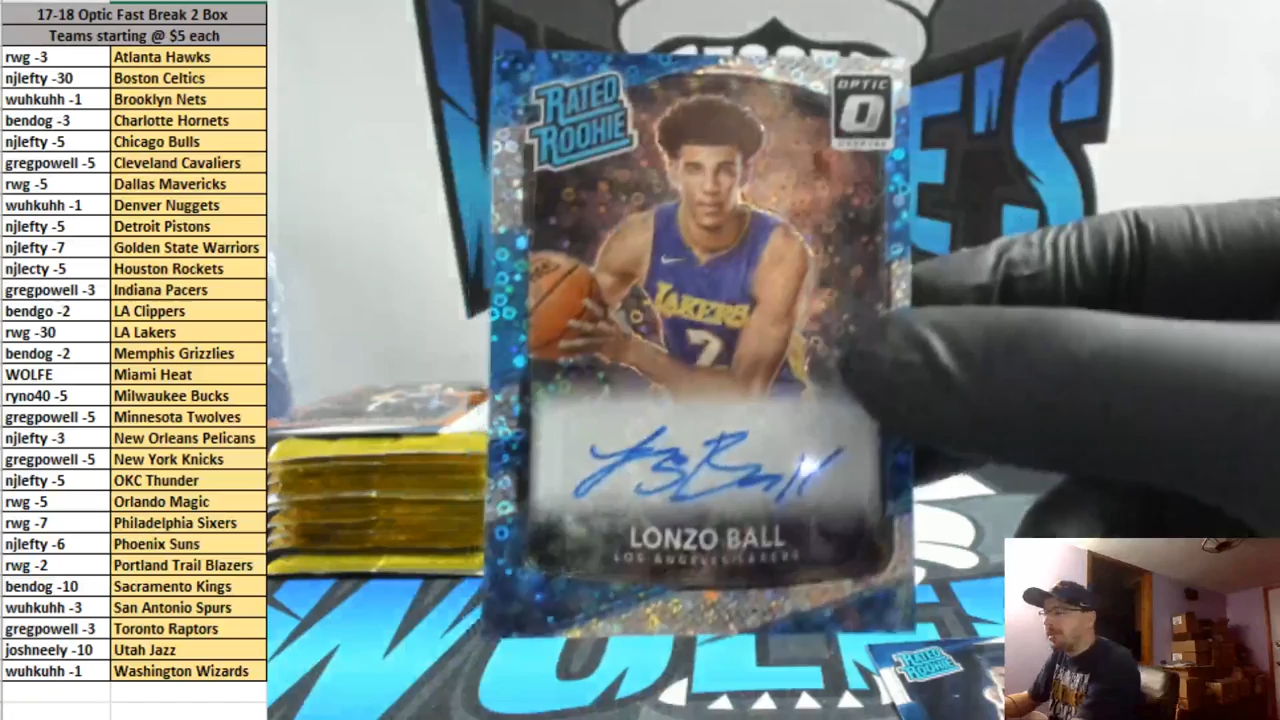 17-18 Optic Fast Break 2 Box
Teams starting @ $5 each
rwg -3 Atlanta Hawks
njlefty -30 Boston Celtics
wuhkuhh -1 Brooklyn Nets
bendog -3 Charlotte Hornets
njlefty -5 Chicago Bulls
gregpowell -5 Cleveland Cavaliers
rwg -5 Dallas Mavericks
wuhkuhh -1 Denver Nuggets
njlefty -5 Detroit Pistons
njlefty -7 Golden State Warriors
njlecty -5 Houston Rockets
gregpowell -3 Indiana Pacers
bendgo -2 LA Clippers
rwg -30 LA Lakers
bendog -2 Memphis Grizzlies
WOLFE Miami Heat
ryno40 -5 Milwaukee Bucks
gregpowell -5 Minnesota Twolves
njlefty -3 New Orleans Pelicans
gregpowell -5 New York Knicks
njlefty -5 OKC Thunder
rwg -5 Orlando Magic
rwg -7 Philadelphia Sixers
njlefty -6 Phoenix Suns
rwg -2 Portland Trail Blazers
bendog -10 Sacramento Kings
wuhkuhh -3 San Antonio Spurs
gregpowell -3 Toronto Raptors
joshneely -10 Utah Jazz
wuhkuhh -1 Washington Wizards
RATED
ROOKIE
OPTIC
O
LAKERS
2
LONZO BALL
LOS ANGELES LAKERS
E'S
RATED
ROOKIE